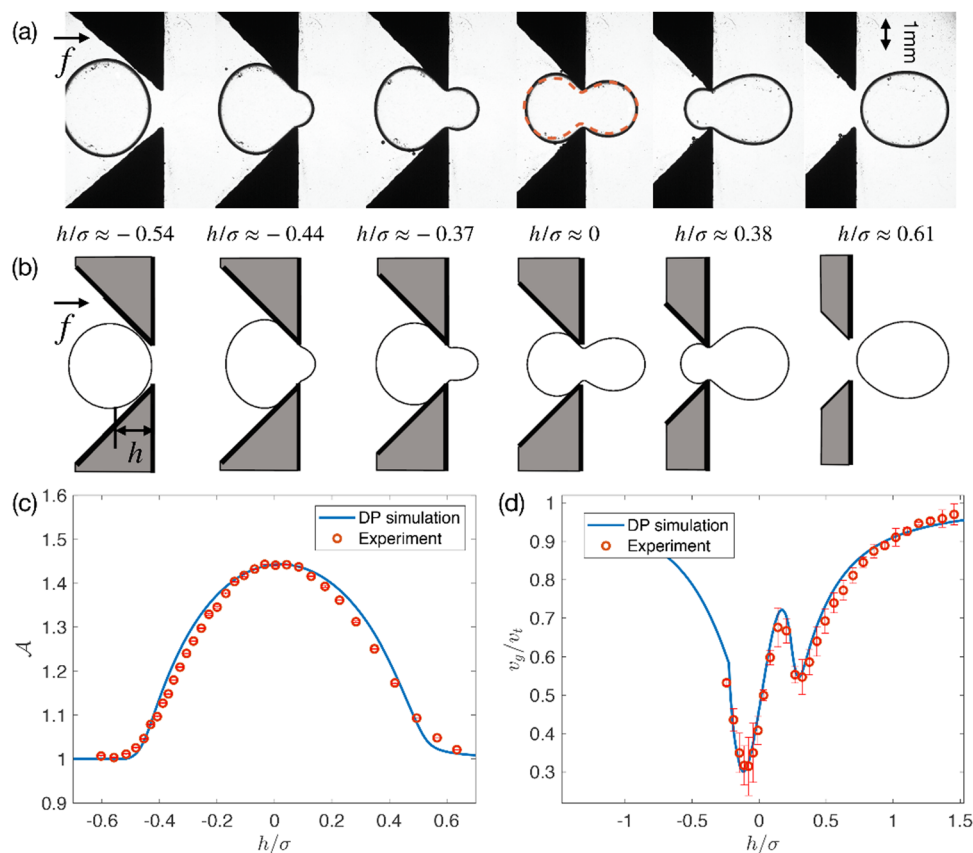 (a)
f
1mm
h/σ ≈ − 0.54
h/σ ≈ − 0.44
h/σ ≈ − 0.37
h/σ ≈ 0
h/σ ≈ 0.38
h/σ ≈ 0.61
(b)
f
h
(c)
1.6
1.5
1.4
1.3
1.2
1.1
1
0.9
𝒜
DP simulation
Experiment
-0.6
-0.4
-0.2
0
0.2
0.4
0.6
h/σ
(d)
1
0.9
0.8
0.7
0.6
0.5
0.4
0.3
v_g/v_t
DP simulation
Experiment
-1
-0.5
0
0.5
1
1.5
h/σ